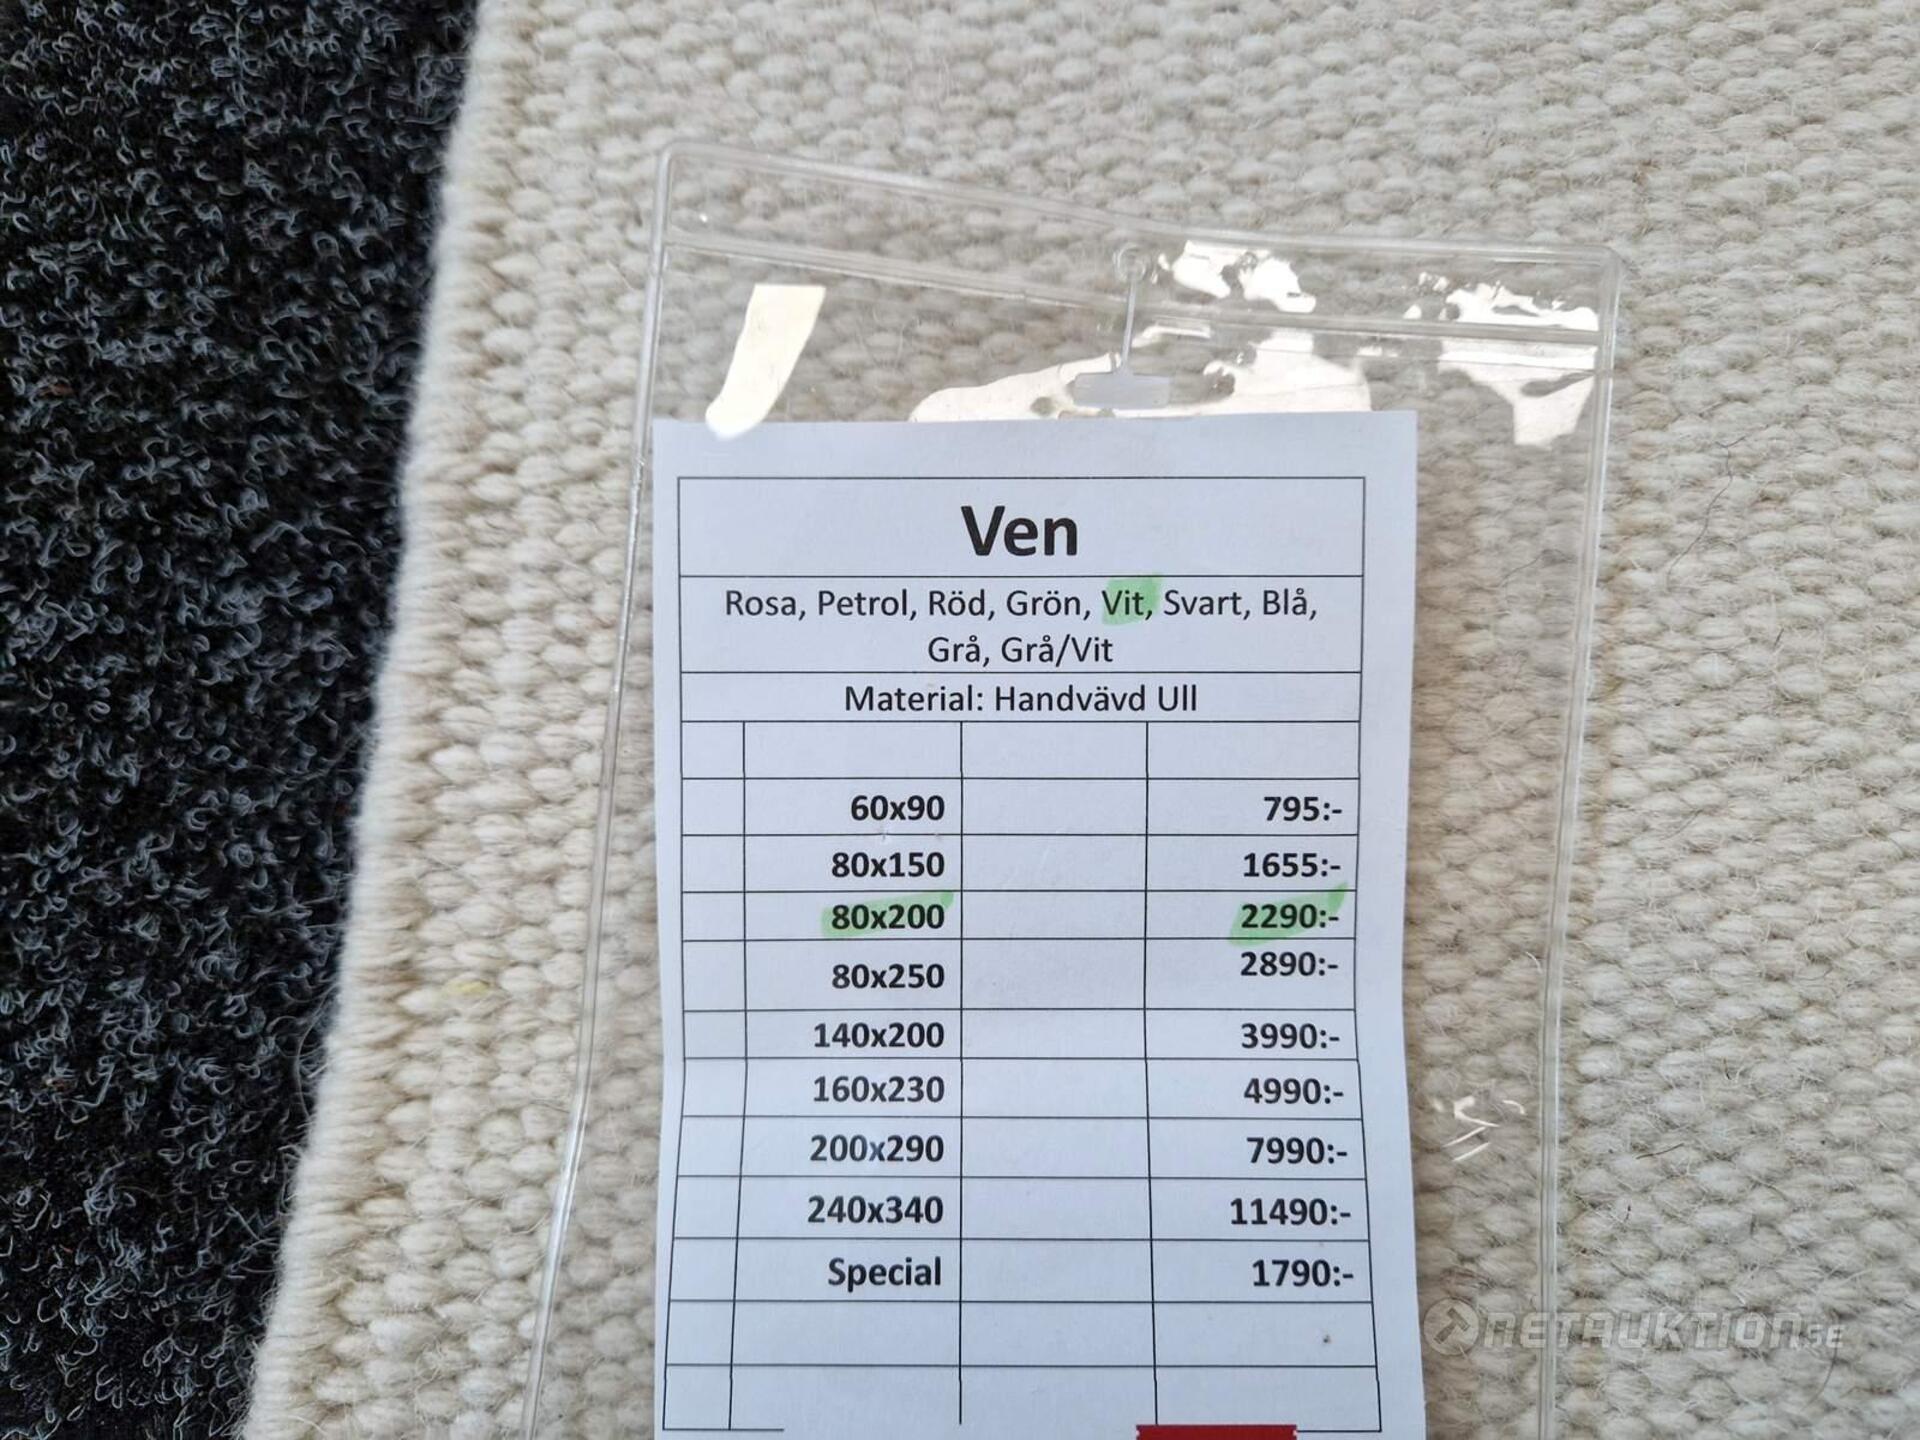 Ven
Rosa, Petrol, Röd, Grön, Vit, Svart, Blå,
Grå, Grå/Vit
Material: Handvävd Ull
60x90 795:-
80x150 1655:-
80x200 2290:-
80x250 2890:-
140x200 3990:-
160x230 4990:-
200x290 7990:-
240x340 11490:-
Special 1790:-
NETAUKTION.SE